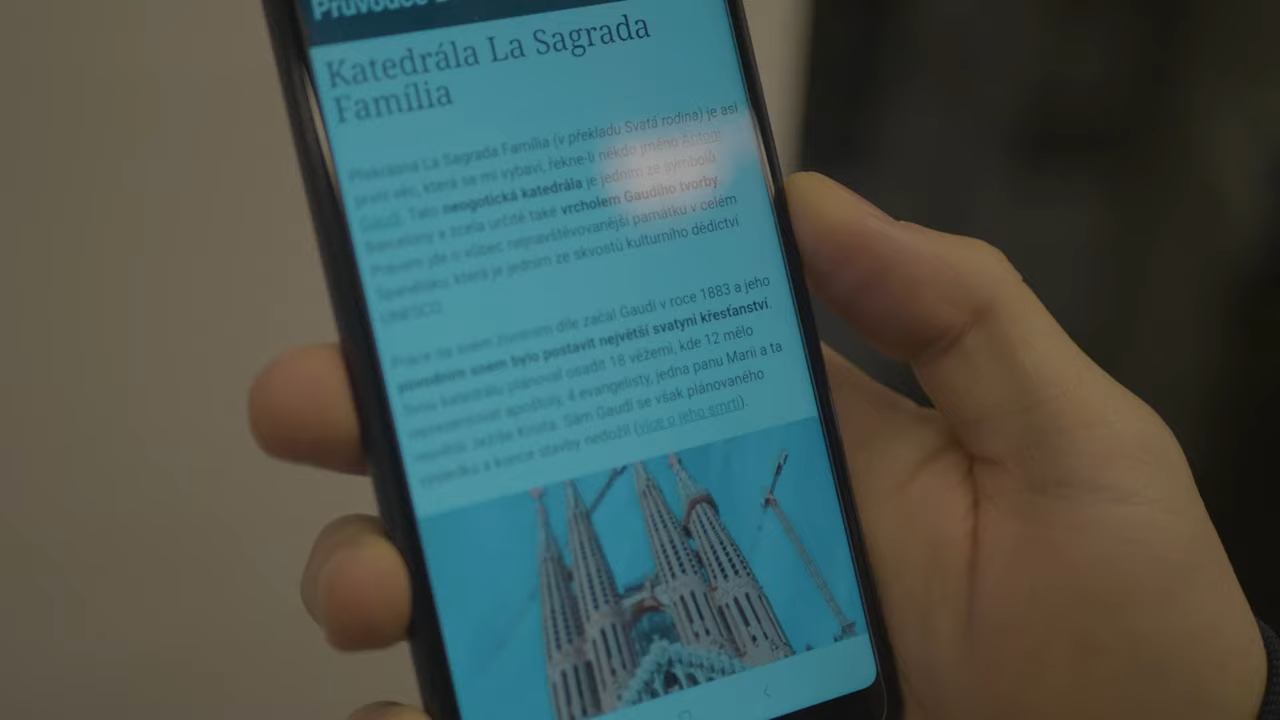 Průvodce
Katedrála La Sagrada
Família
Překrásná La Sagrada Família (v překladu Svatá rodina) je asi
první věc, která se mi vybaví, řekne-li někdo jméno Antoni
Gaudí. Tato neogotická katedrála je jedním ze symbolů
Barcelony a zcela určitě také vrcholem Gaudího tvorby.
Právem jde o vůbec nejnavštěvovanější památku v celém
Španělsku, která je jedním ze skvostů kulturního dědictví
UNESCO.
Práce na svém životním díle začal Gaudí v roce 1883 a jeho
původním snem bylo postavit největší svatyni křesťanství.
Svou katedrálu plánoval osadit 18 věžemi, kde 12 mělo
reprezentovat apoštoly, 4 evangelisty, jedna panu Marii a ta
největší Ježíše Krista. Sám Gaudí se však plánovaného
výsledku a konce stavby nedožil (více o jeho smrti).